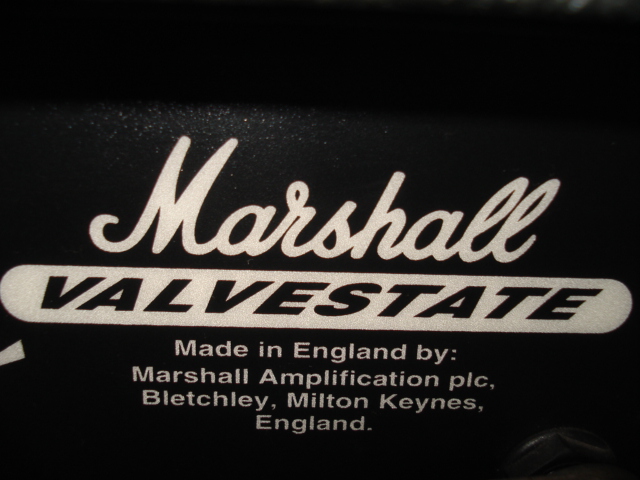 Marshall
VALVESTATE
Made in England by:
Marshall Amplification plc,
Bletchley, Milton Keynes,
England.